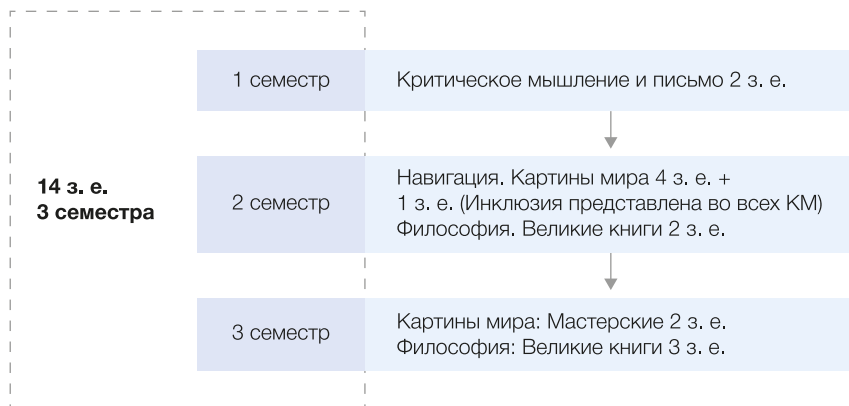 14 з. е.
3 семестра
1 семестр
Критическое мышление и письмо 2 з. е.
2 семестр
Навигация. Картины мира 4 з. е. +
1 з. е. (Инклюзия представлена во всех КМ)
Философия. Великие книги 2 з. е.
3 семестр
Картины мира: Мастерские 2 з. е.
Философия: Великие книги 3 з. е.